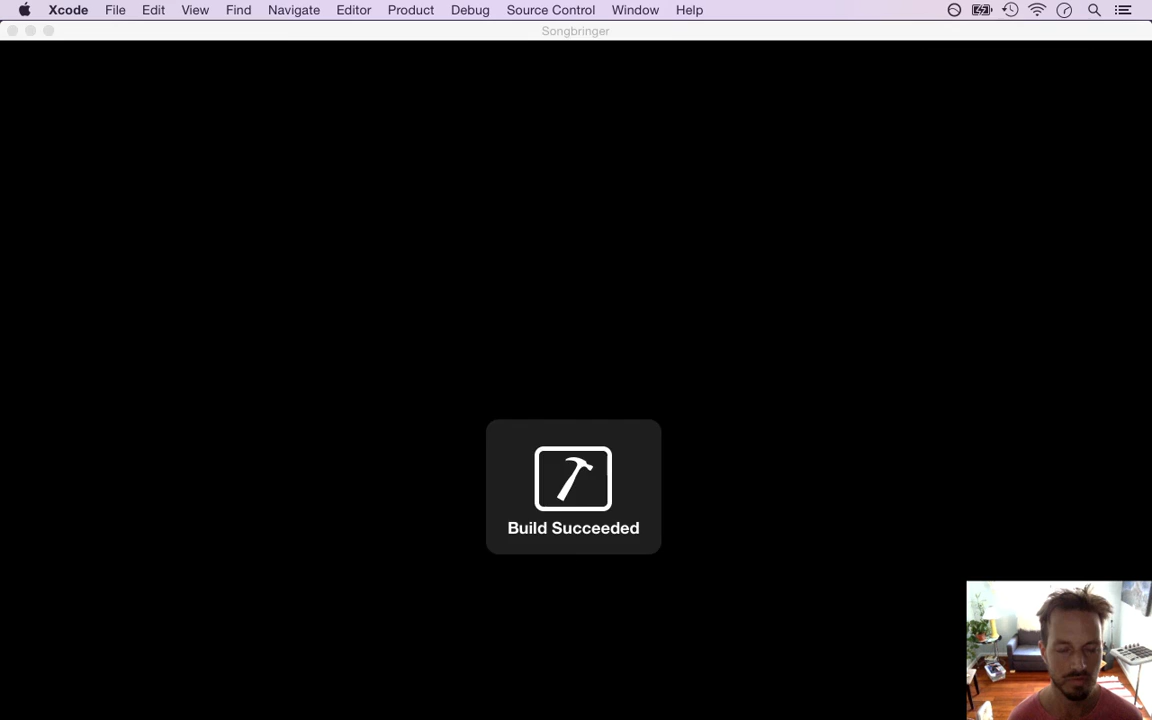 Xcode File Edit View Find Navigate Editor Product Debug Source Control Window Help
Songbringer
Build Succeeded